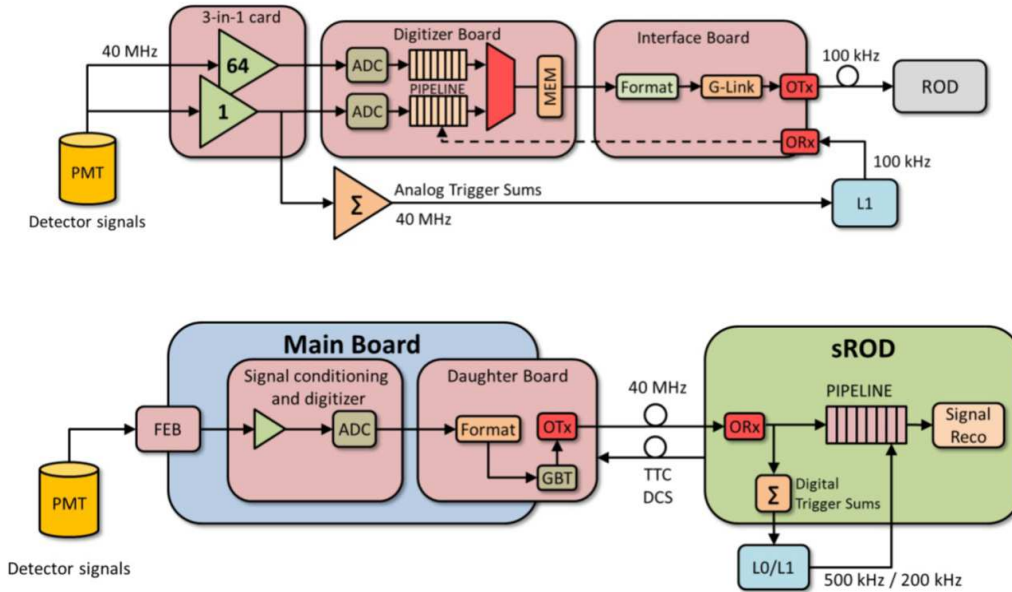 3-in-1 card
40 MHz
64
1
PMT
Detector signals
Digitizer Board
ADC
PIPELINE
ADC
MEM
Interface Board
Format
G-Link
OTx
ORx
100 kHz
ROD
100 kHz
L1
Σ
Analog Trigger Sums
40 MHz
Main Board
Signal conditioning
and digitizer
ADC
FEB
PMT
Detector signals
Daughter Board
Format
OTx
GBT
40 MHz
TTC
DCS
sROD
ORx
PIPELINE
Signal
Reco
Σ
Digital
Trigger Sums
L0/L1
500 kHz / 200 kHz